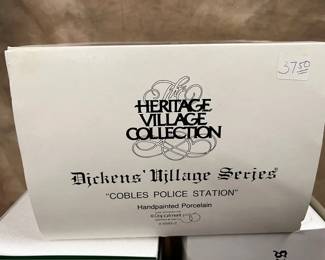 37.50
The
HERITAGE
VILLAGE
COLLECTION
Dickens' Village Series®
"COBLES POLICE STATION"
Handpainted Porcelain